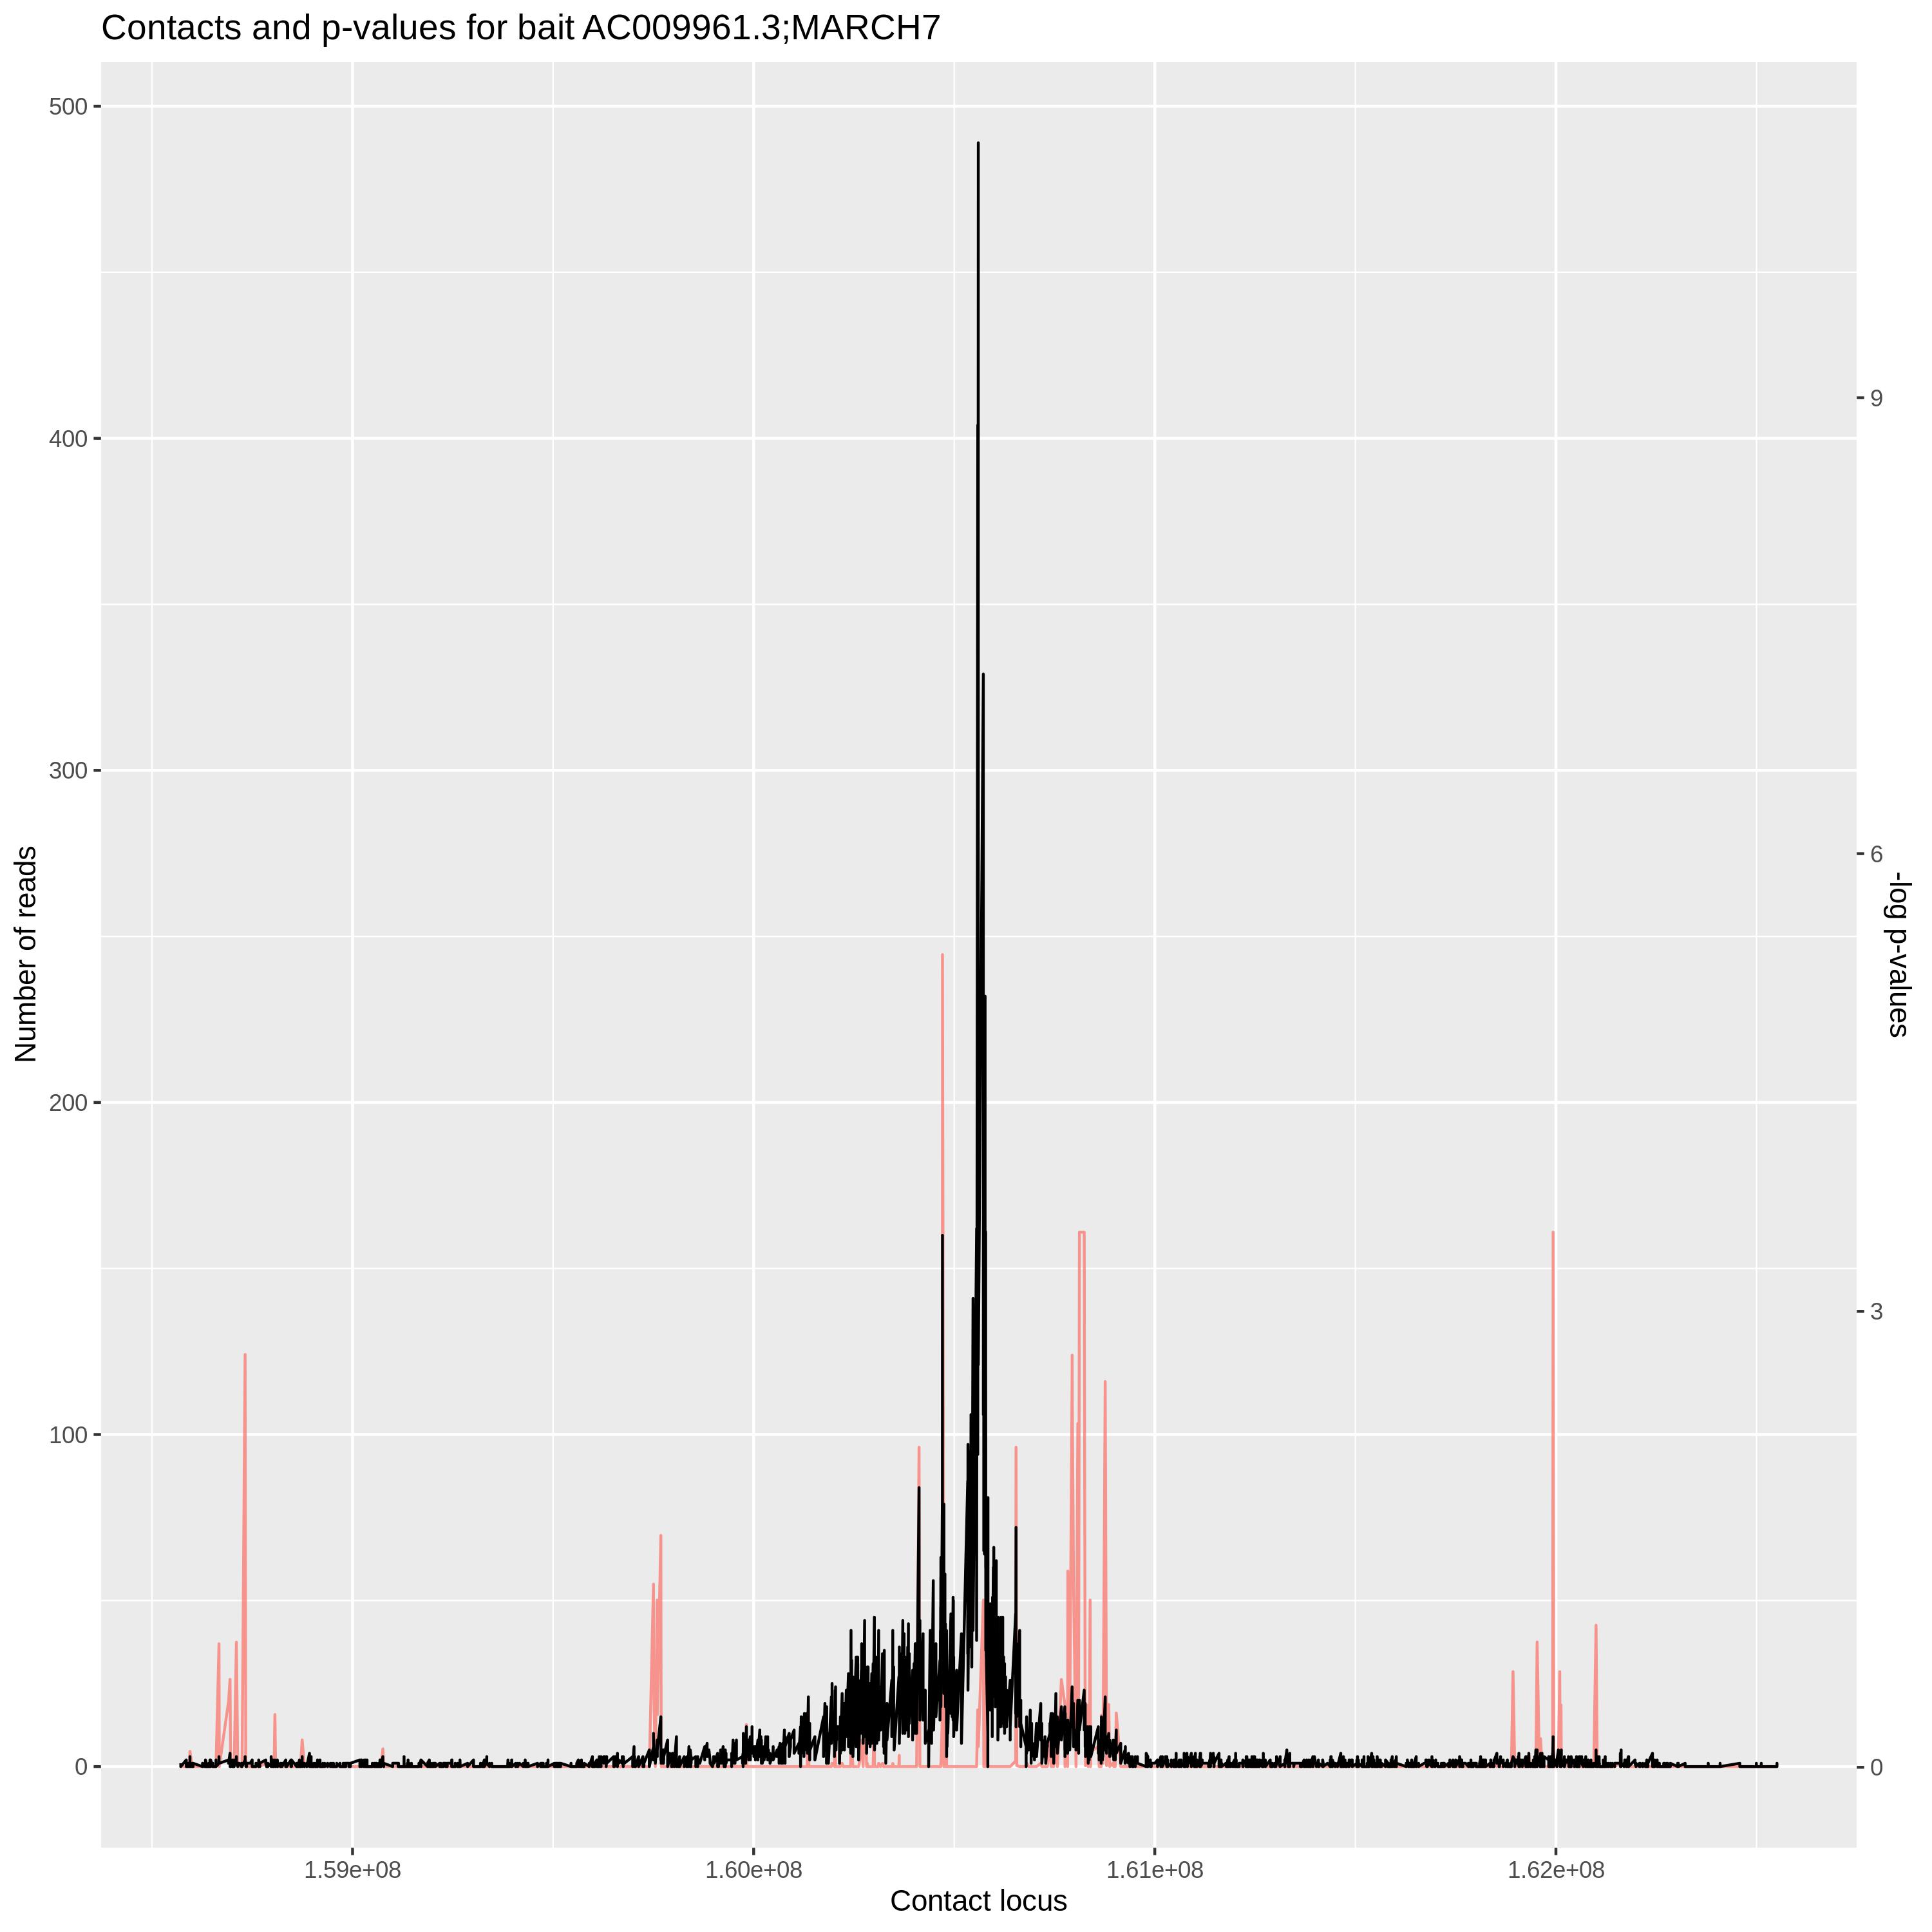 Contacts and p-values for bait AC009961.3;MARCH7
500
400
300
200
100
0
Number of reads
9
6
3
0
-log p-values
1.59e+08
1.60e+08
1.61e+08
1.62e+08
Contact locus